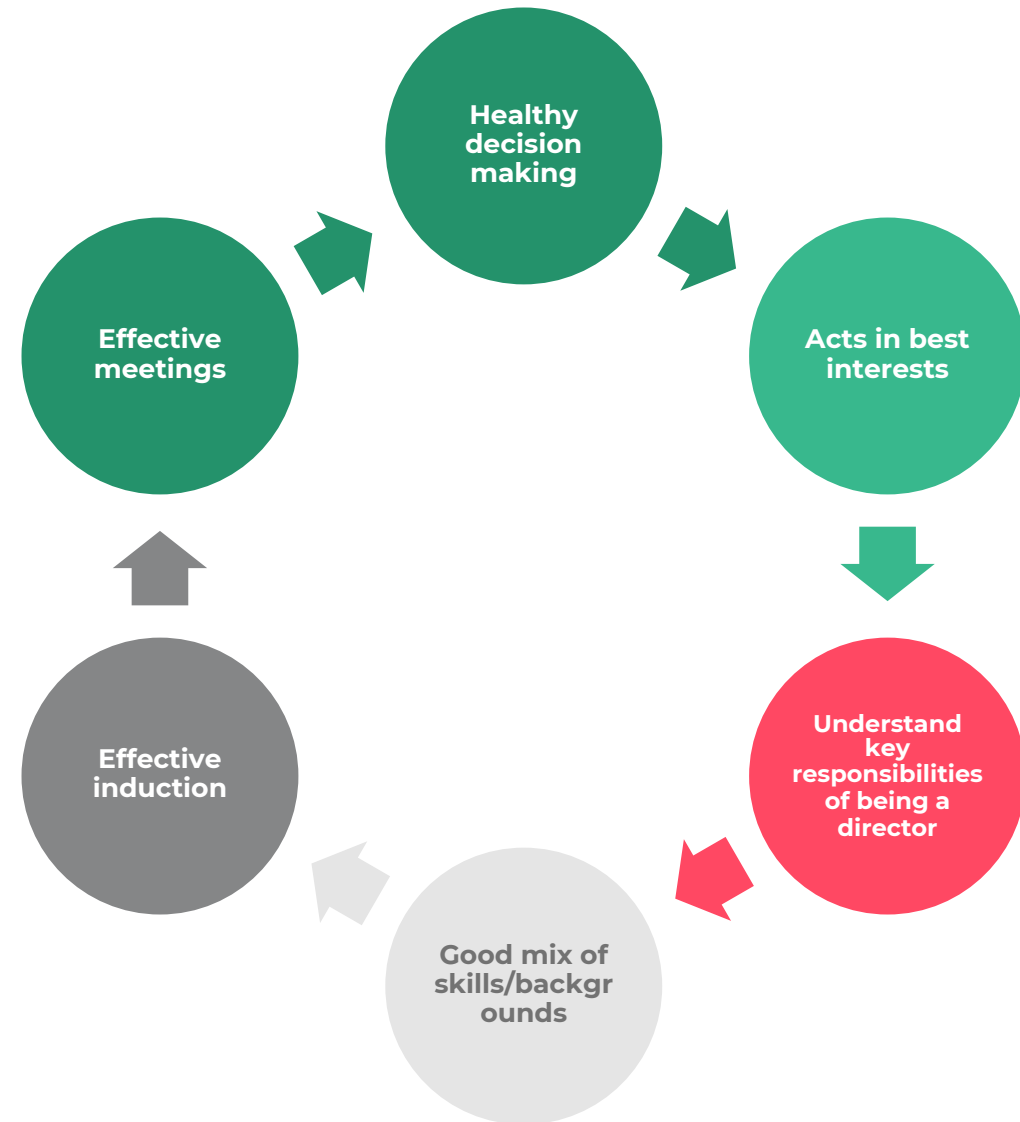 Healthy
decision
making
Acts in best
interests
Understand
key
responsibilities
of being a
director
Good mix of
skills/backgr
ounds
Effective
induction
Effective
meetings